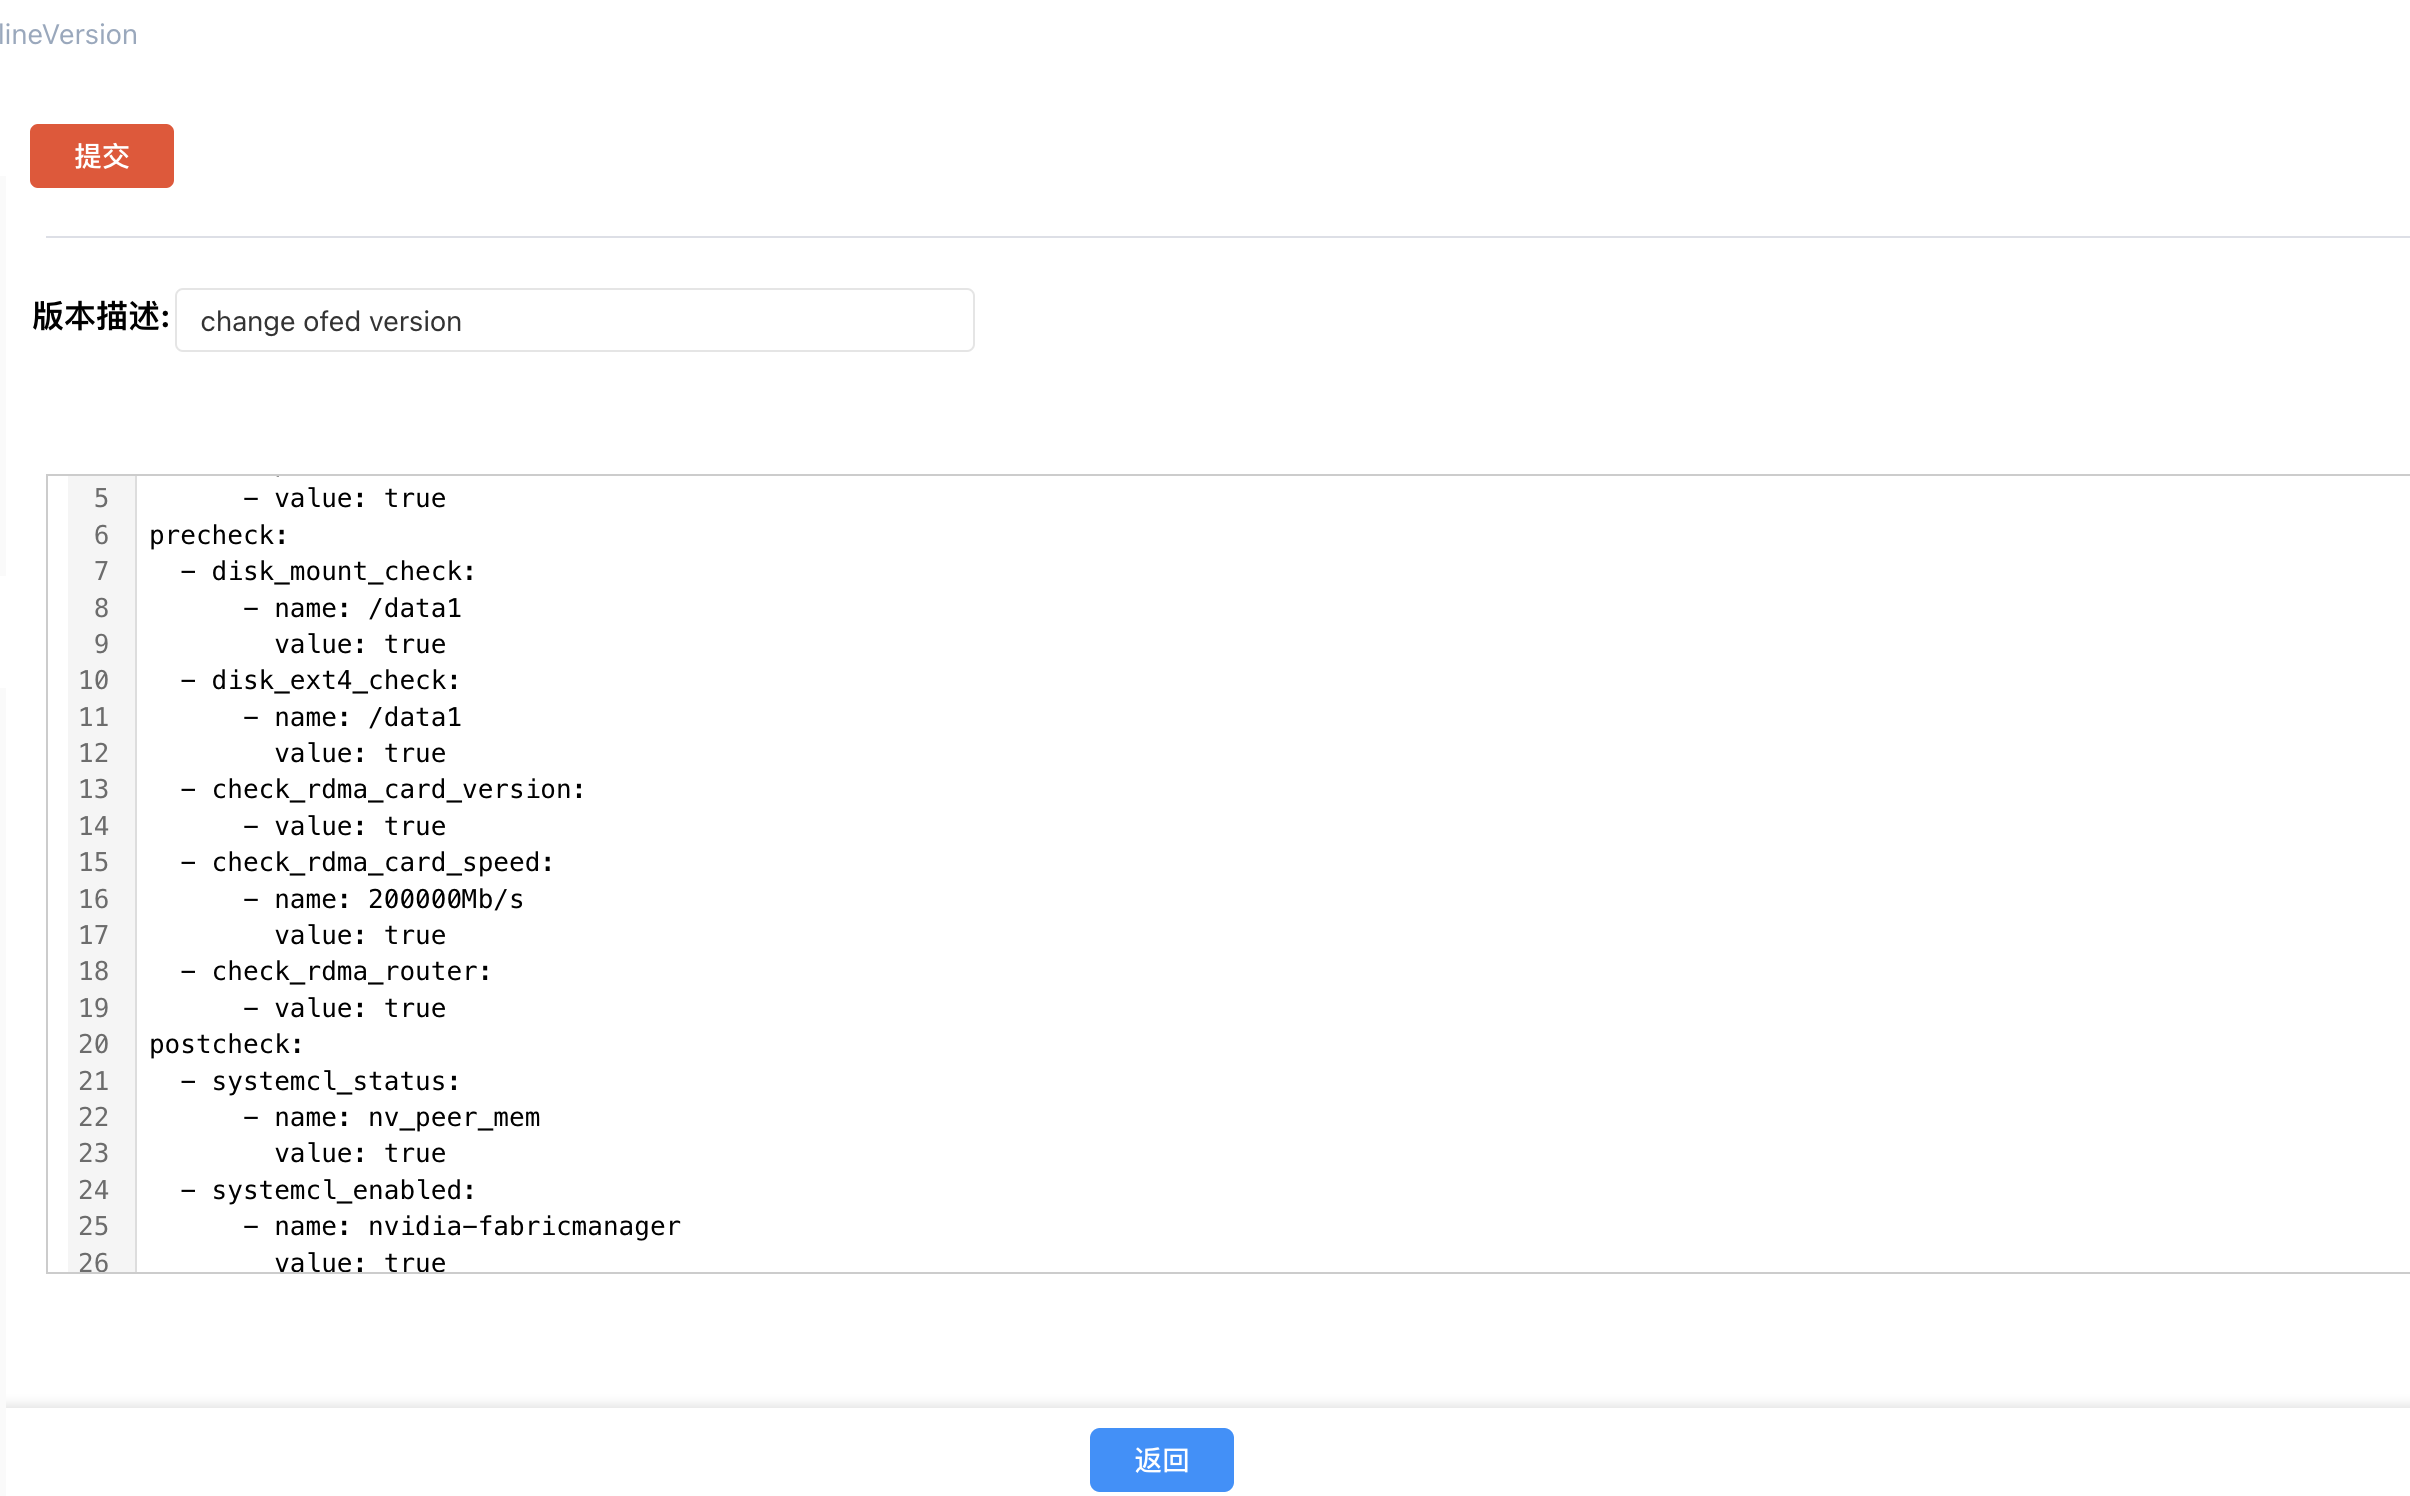 lineVersion
提交
版本描述: change ofed version
5       - value: true
6 precheck:
7   - disk_mount_check:
8       - name: /data1
9         value: true
10   - disk_ext4_check:
11       - name: /data1
12         value: true
13   - check_rdma_card_version:
14       - value: true
15   - check_rdma_card_speed:
16       - name: 200000Mb/s
17         value: true
18   - check_rdma_router:
19       - value: true
20 postcheck:
21   - systemcl_status:
22       - name: nv_peer_mem
23         value: true
24   - systemcl_enabled:
25       - name: nvidia-fabricmanager
26         value: true
返回